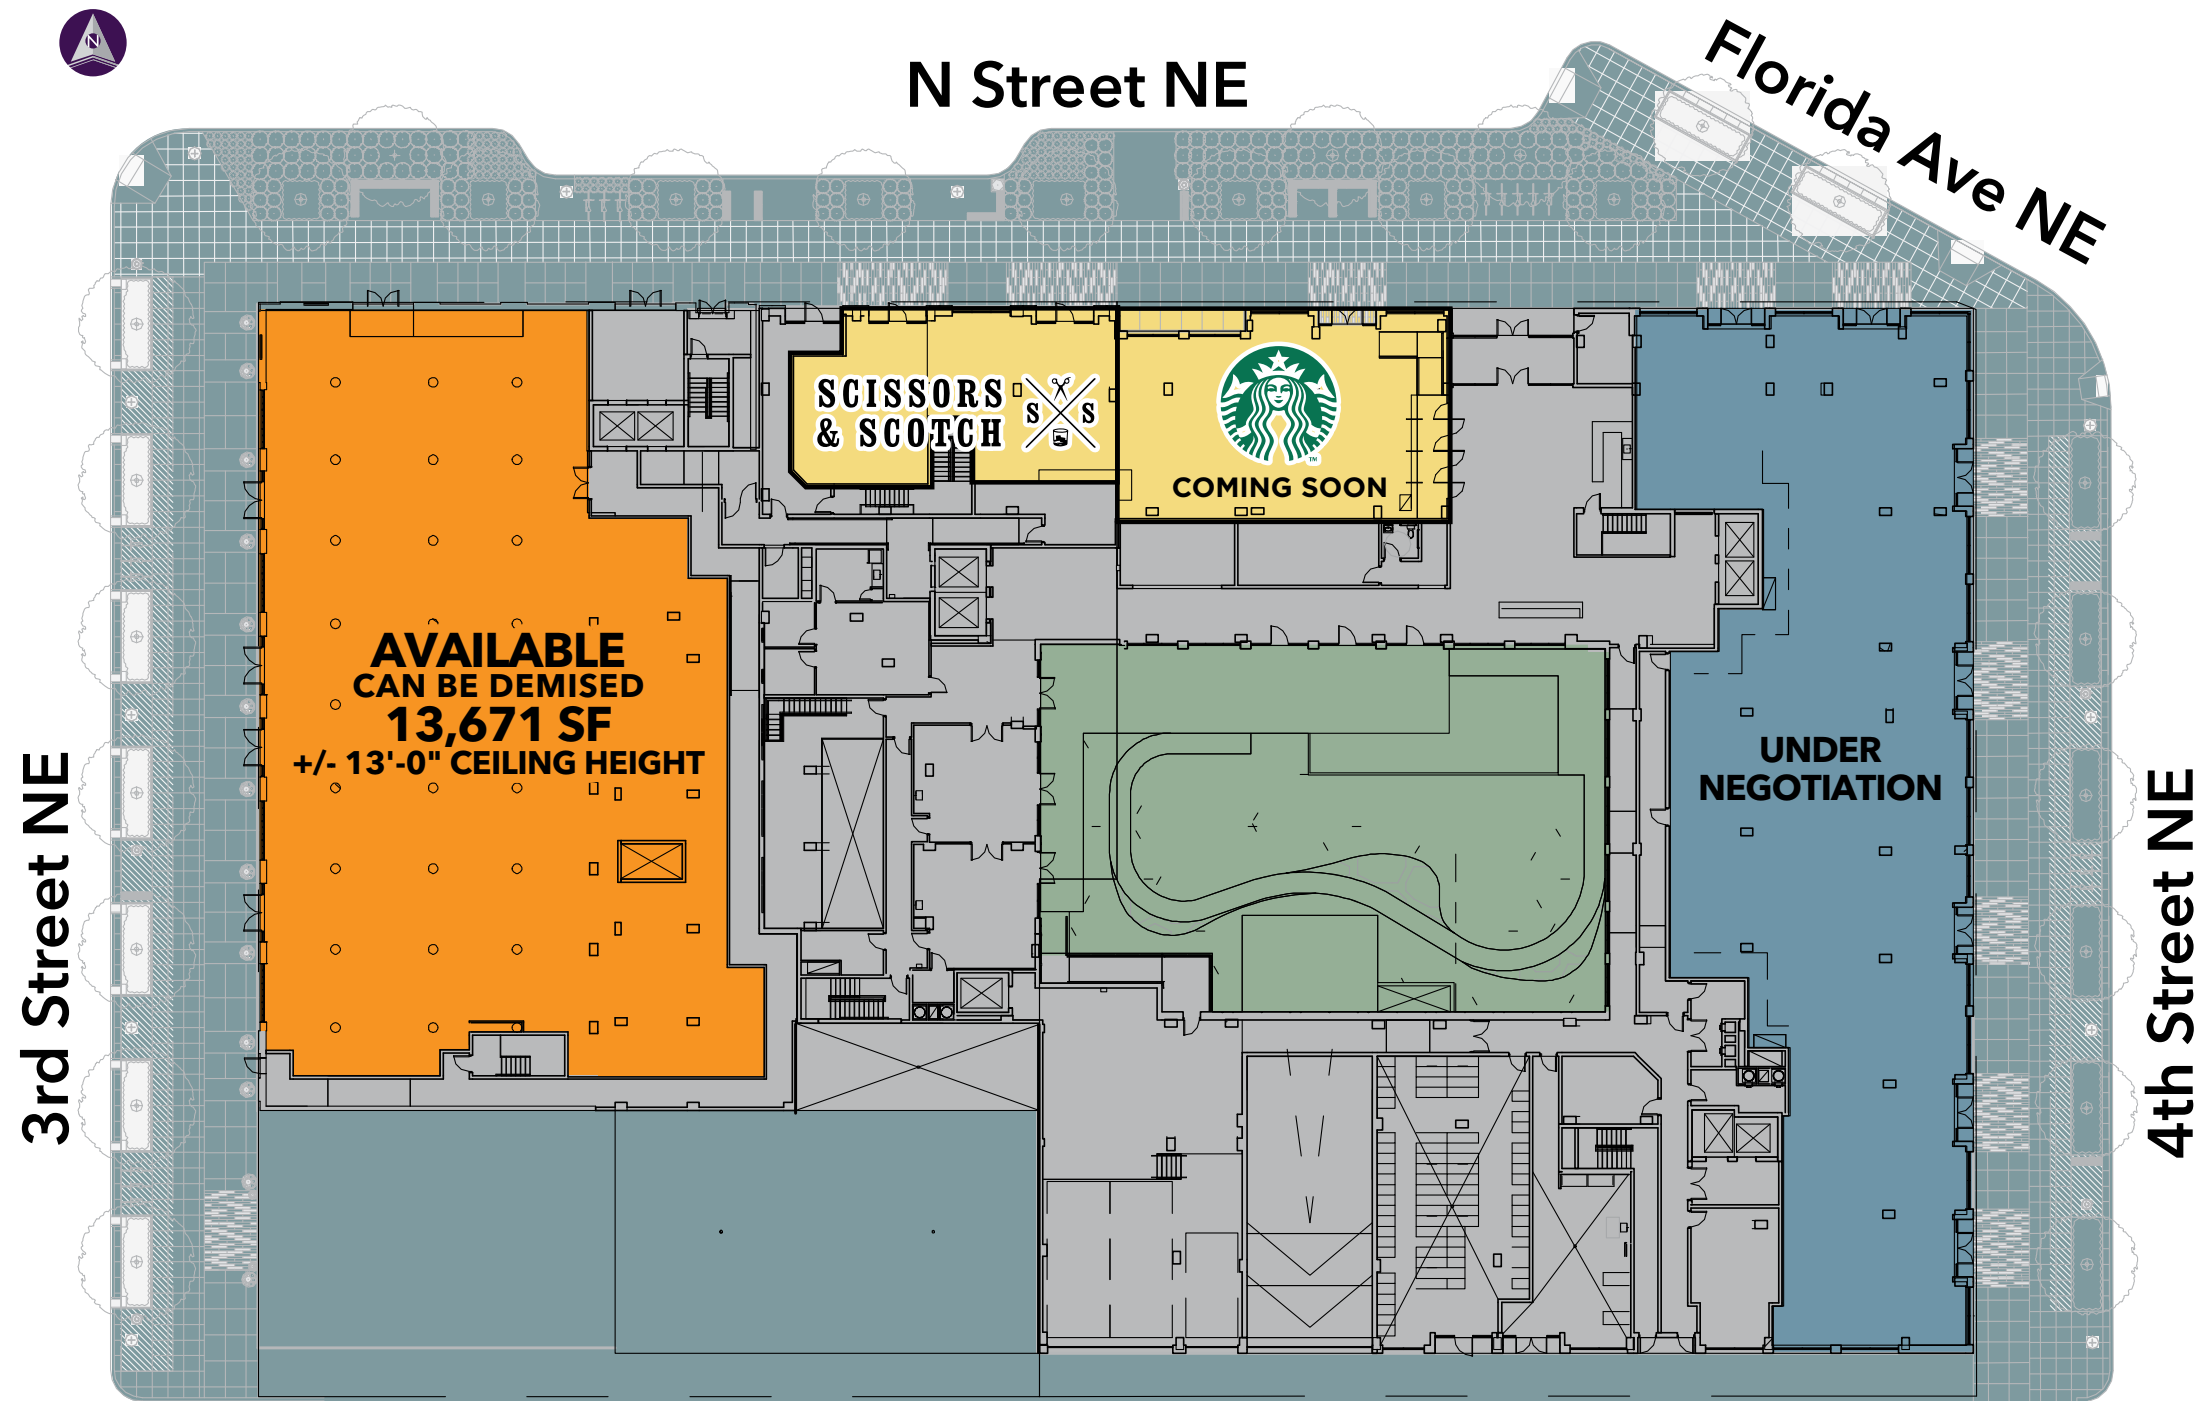 N
N Street NE
Florida Ave NE
SCISSORS
& SCOTCH
S S
TM
COMING SOON
AVAILABLE
CAN BE DEMISED
13,671 SF
+/- 13'-0" CEILING HEIGHT
UNDER
NEGOTIATION
3rd Street NE
4th Street NE